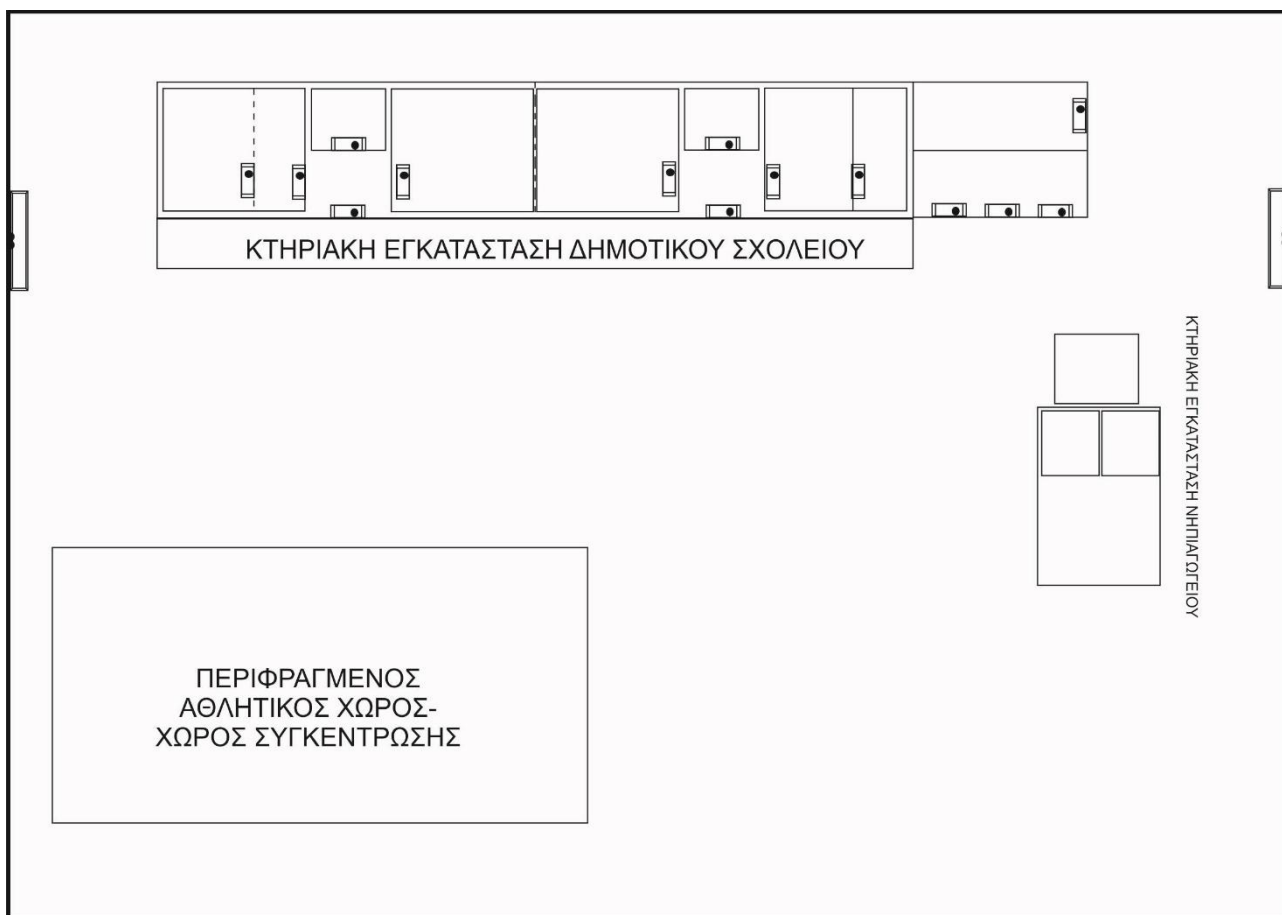 ΚΤΗΡΙΑΚΗ ΕΓΚΑΤΑΣΤΑΣΗ ΔΗΜΟΤΙΚΟΥ ΣΧΟΛΕΙΟΥ
ΚΤΗΡΙΑΚΗ ΕΓΚΑΤΑΣΤΑΣΗ ΝΗΠΙΑΓΩΓΕΙΟΥ
ΠΕΡΙΦΡΑΓΜΕΝΟΣ
ΑΘΛΗΤΙΚΟΣ ΧΩΡΟΣ-
ΧΩΡΟΣ ΣΥΓΚΕΝΤΡΩΣΗΣ